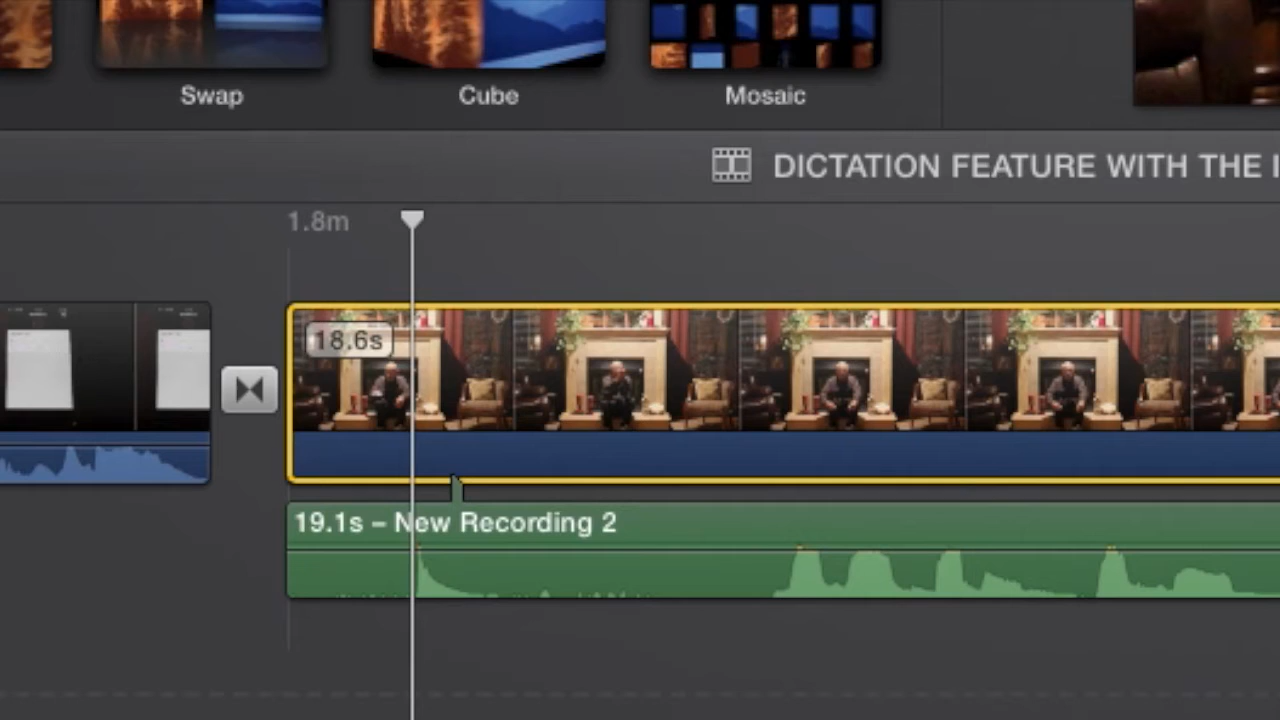 Swap
Cube
Mosaic
DICTATION FEATURE WITH THE I
1.8m
18.6s
19.1s – New Recording 2